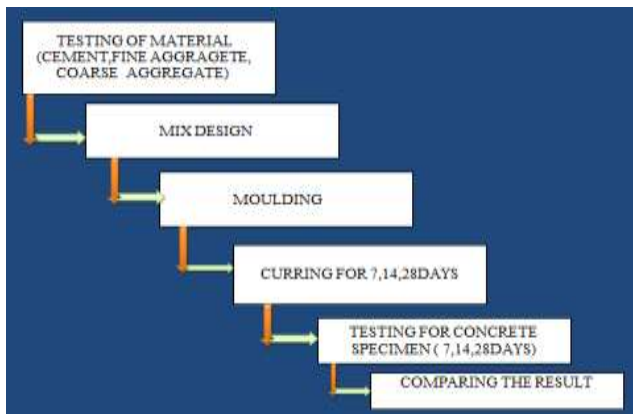 TESTING OF MATERIAL
(CEMENT,FINE AGGRAGETE,
COARSE AGGREGATE)
MIX DESIGN
MOULDING
CURRING FOR 7,14,28DAYS
TESTING FOR CONCRETE
SPECIMEN ( 7,14,28DAYS)
COMPARING THE RESULT